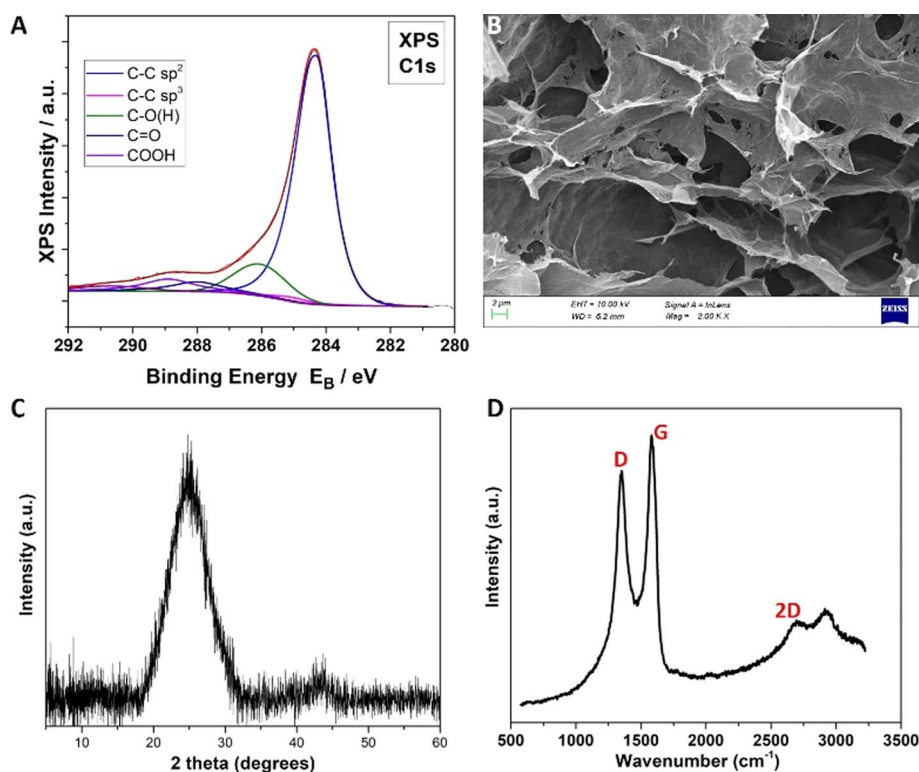 A
XPS
C1s
C-C sp²
C-C sp³
C-O(H)
C=O
COOH
XPS Intensity / a.u.
292 290 288 286 284 282 280
Binding Energy E_B / eV
B
2 µm
EHT = 10.00 kV Signal A = InLens
WD = 6.2 mm Mag = 2.00 K X
ZEISS
C
Intensity (a.u.)
10 20 30 40 50 60
2 theta (degrees)
D
D
G
2D
Intensity (a.u.)
500 1000 1500 2000 2500 3000 3500
Wavenumber (cm⁻¹)